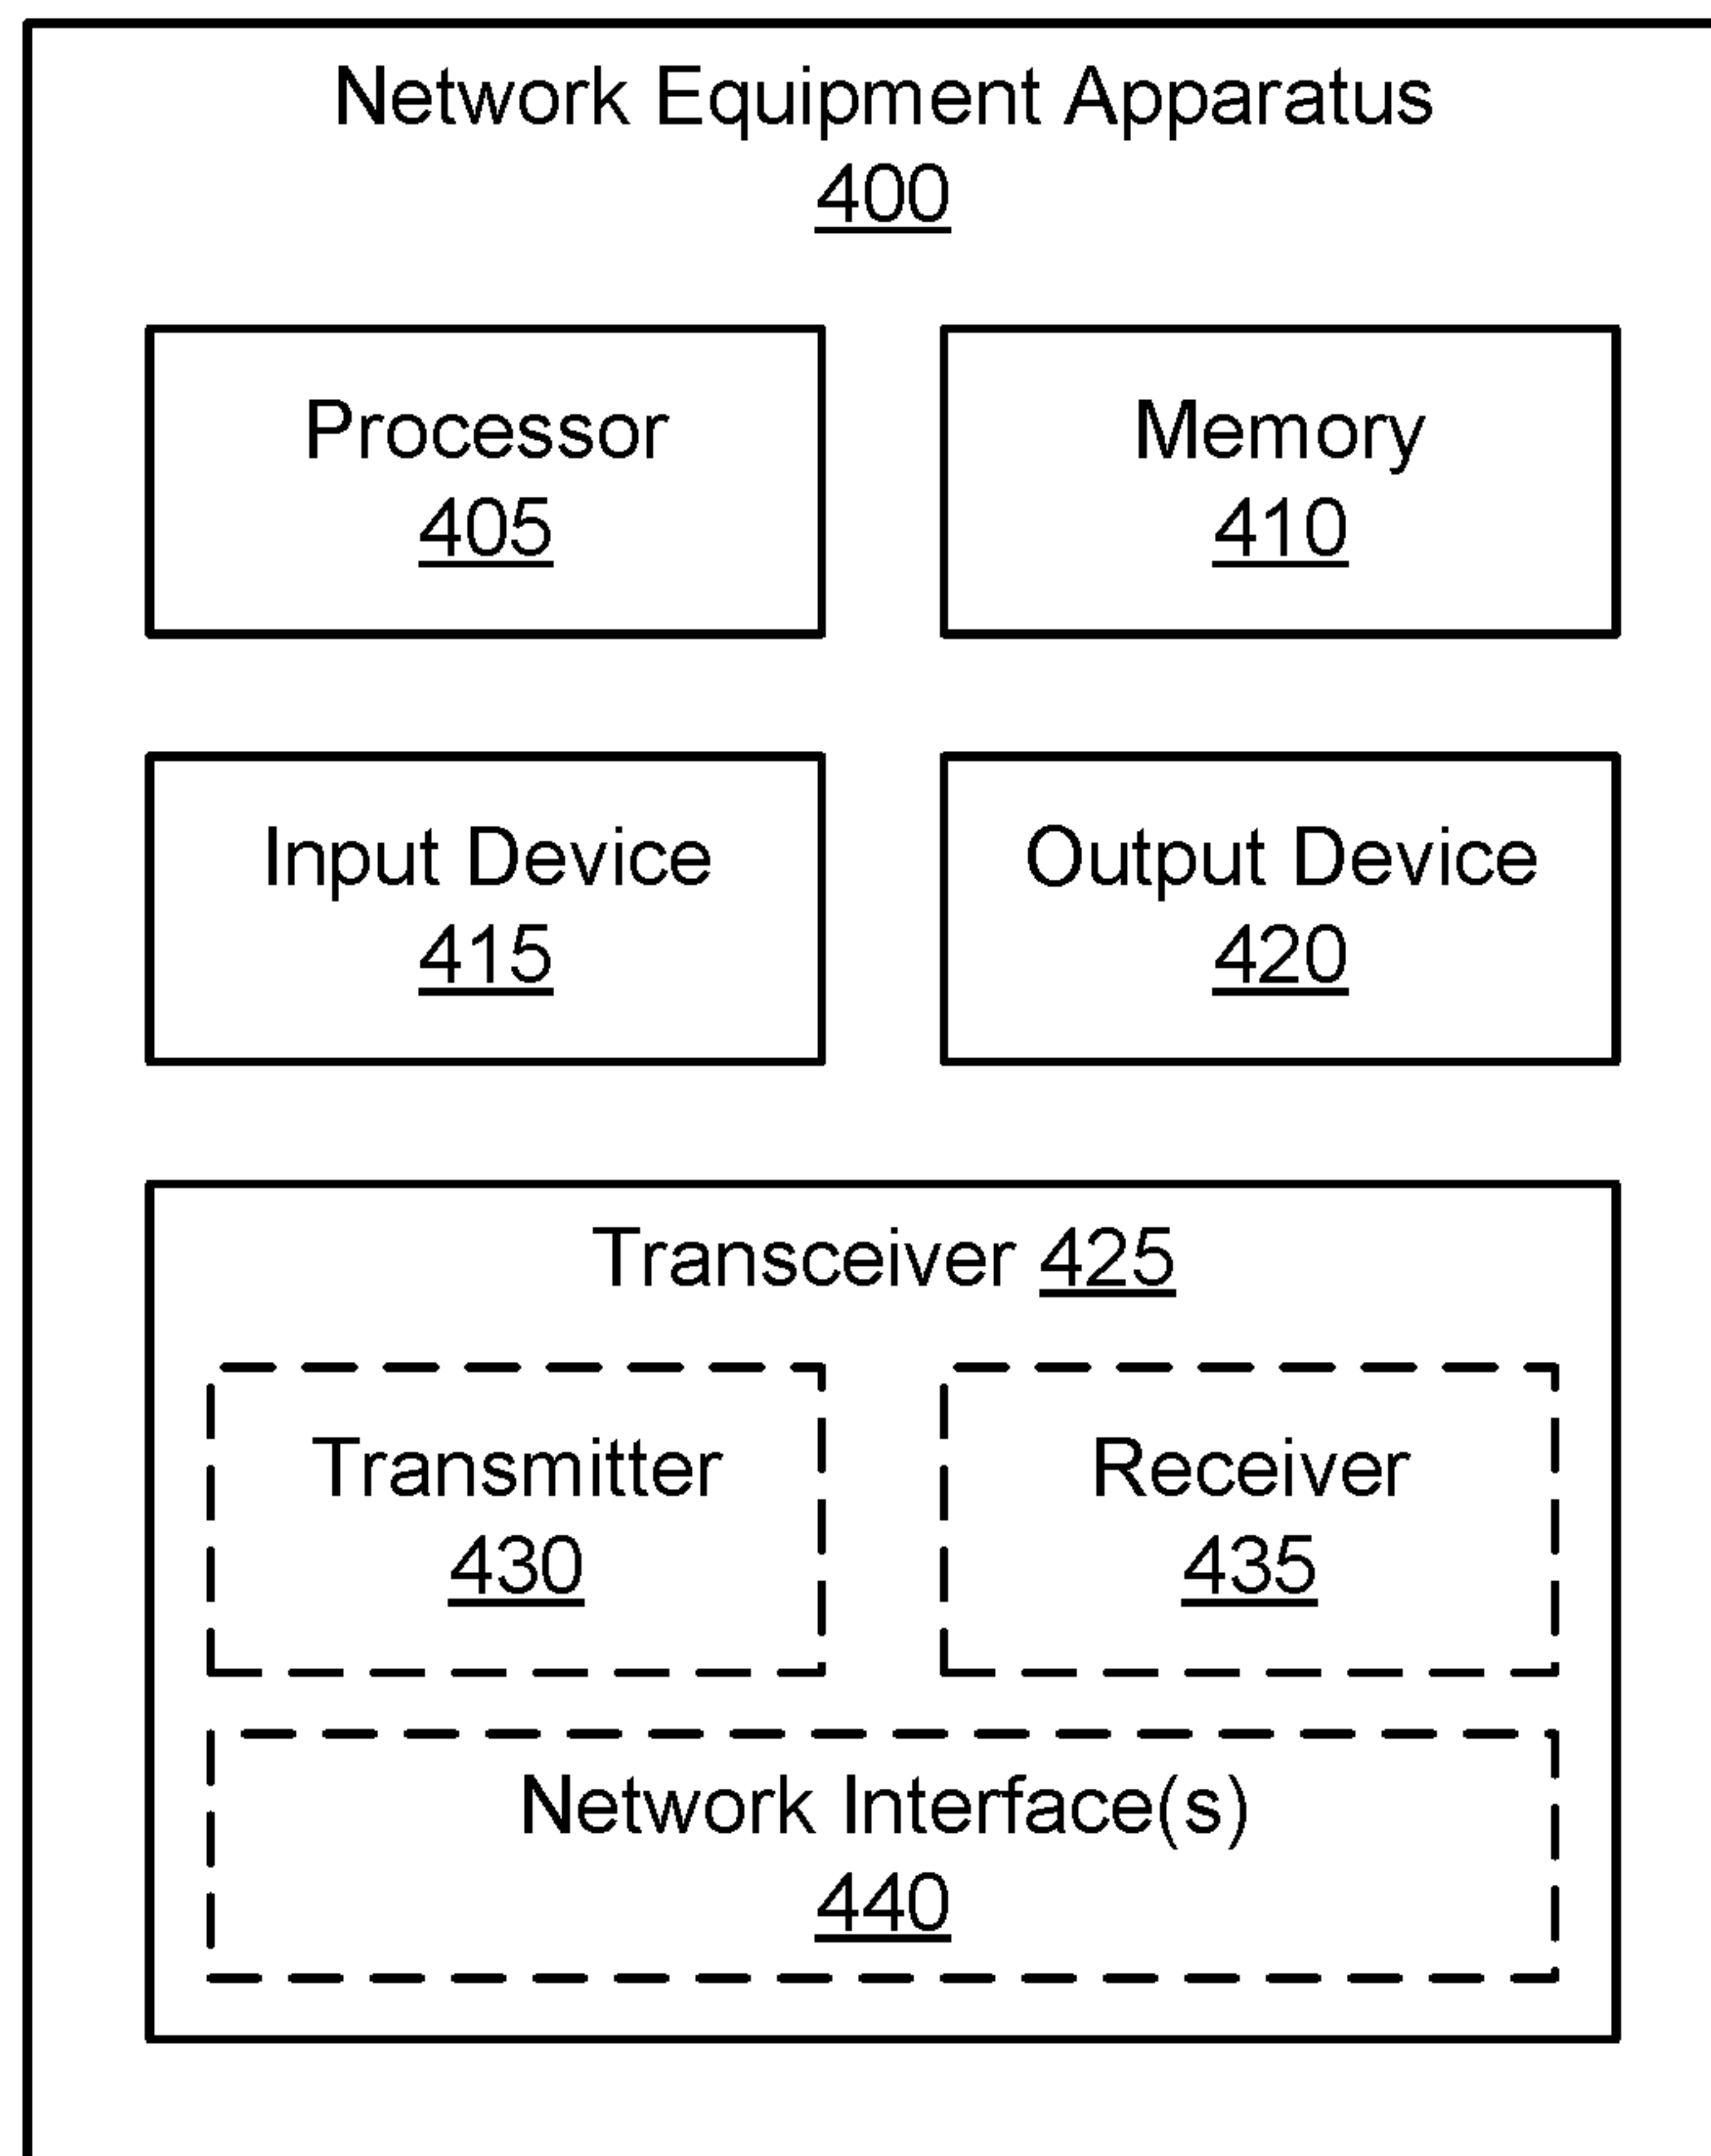 Network Equipment Apparatus
400
Processor
405
Memory
410
Input Device
415
Output Device
420
Transceiver 425
Transmitter
430
Receiver
435
Network Interface(s)
440